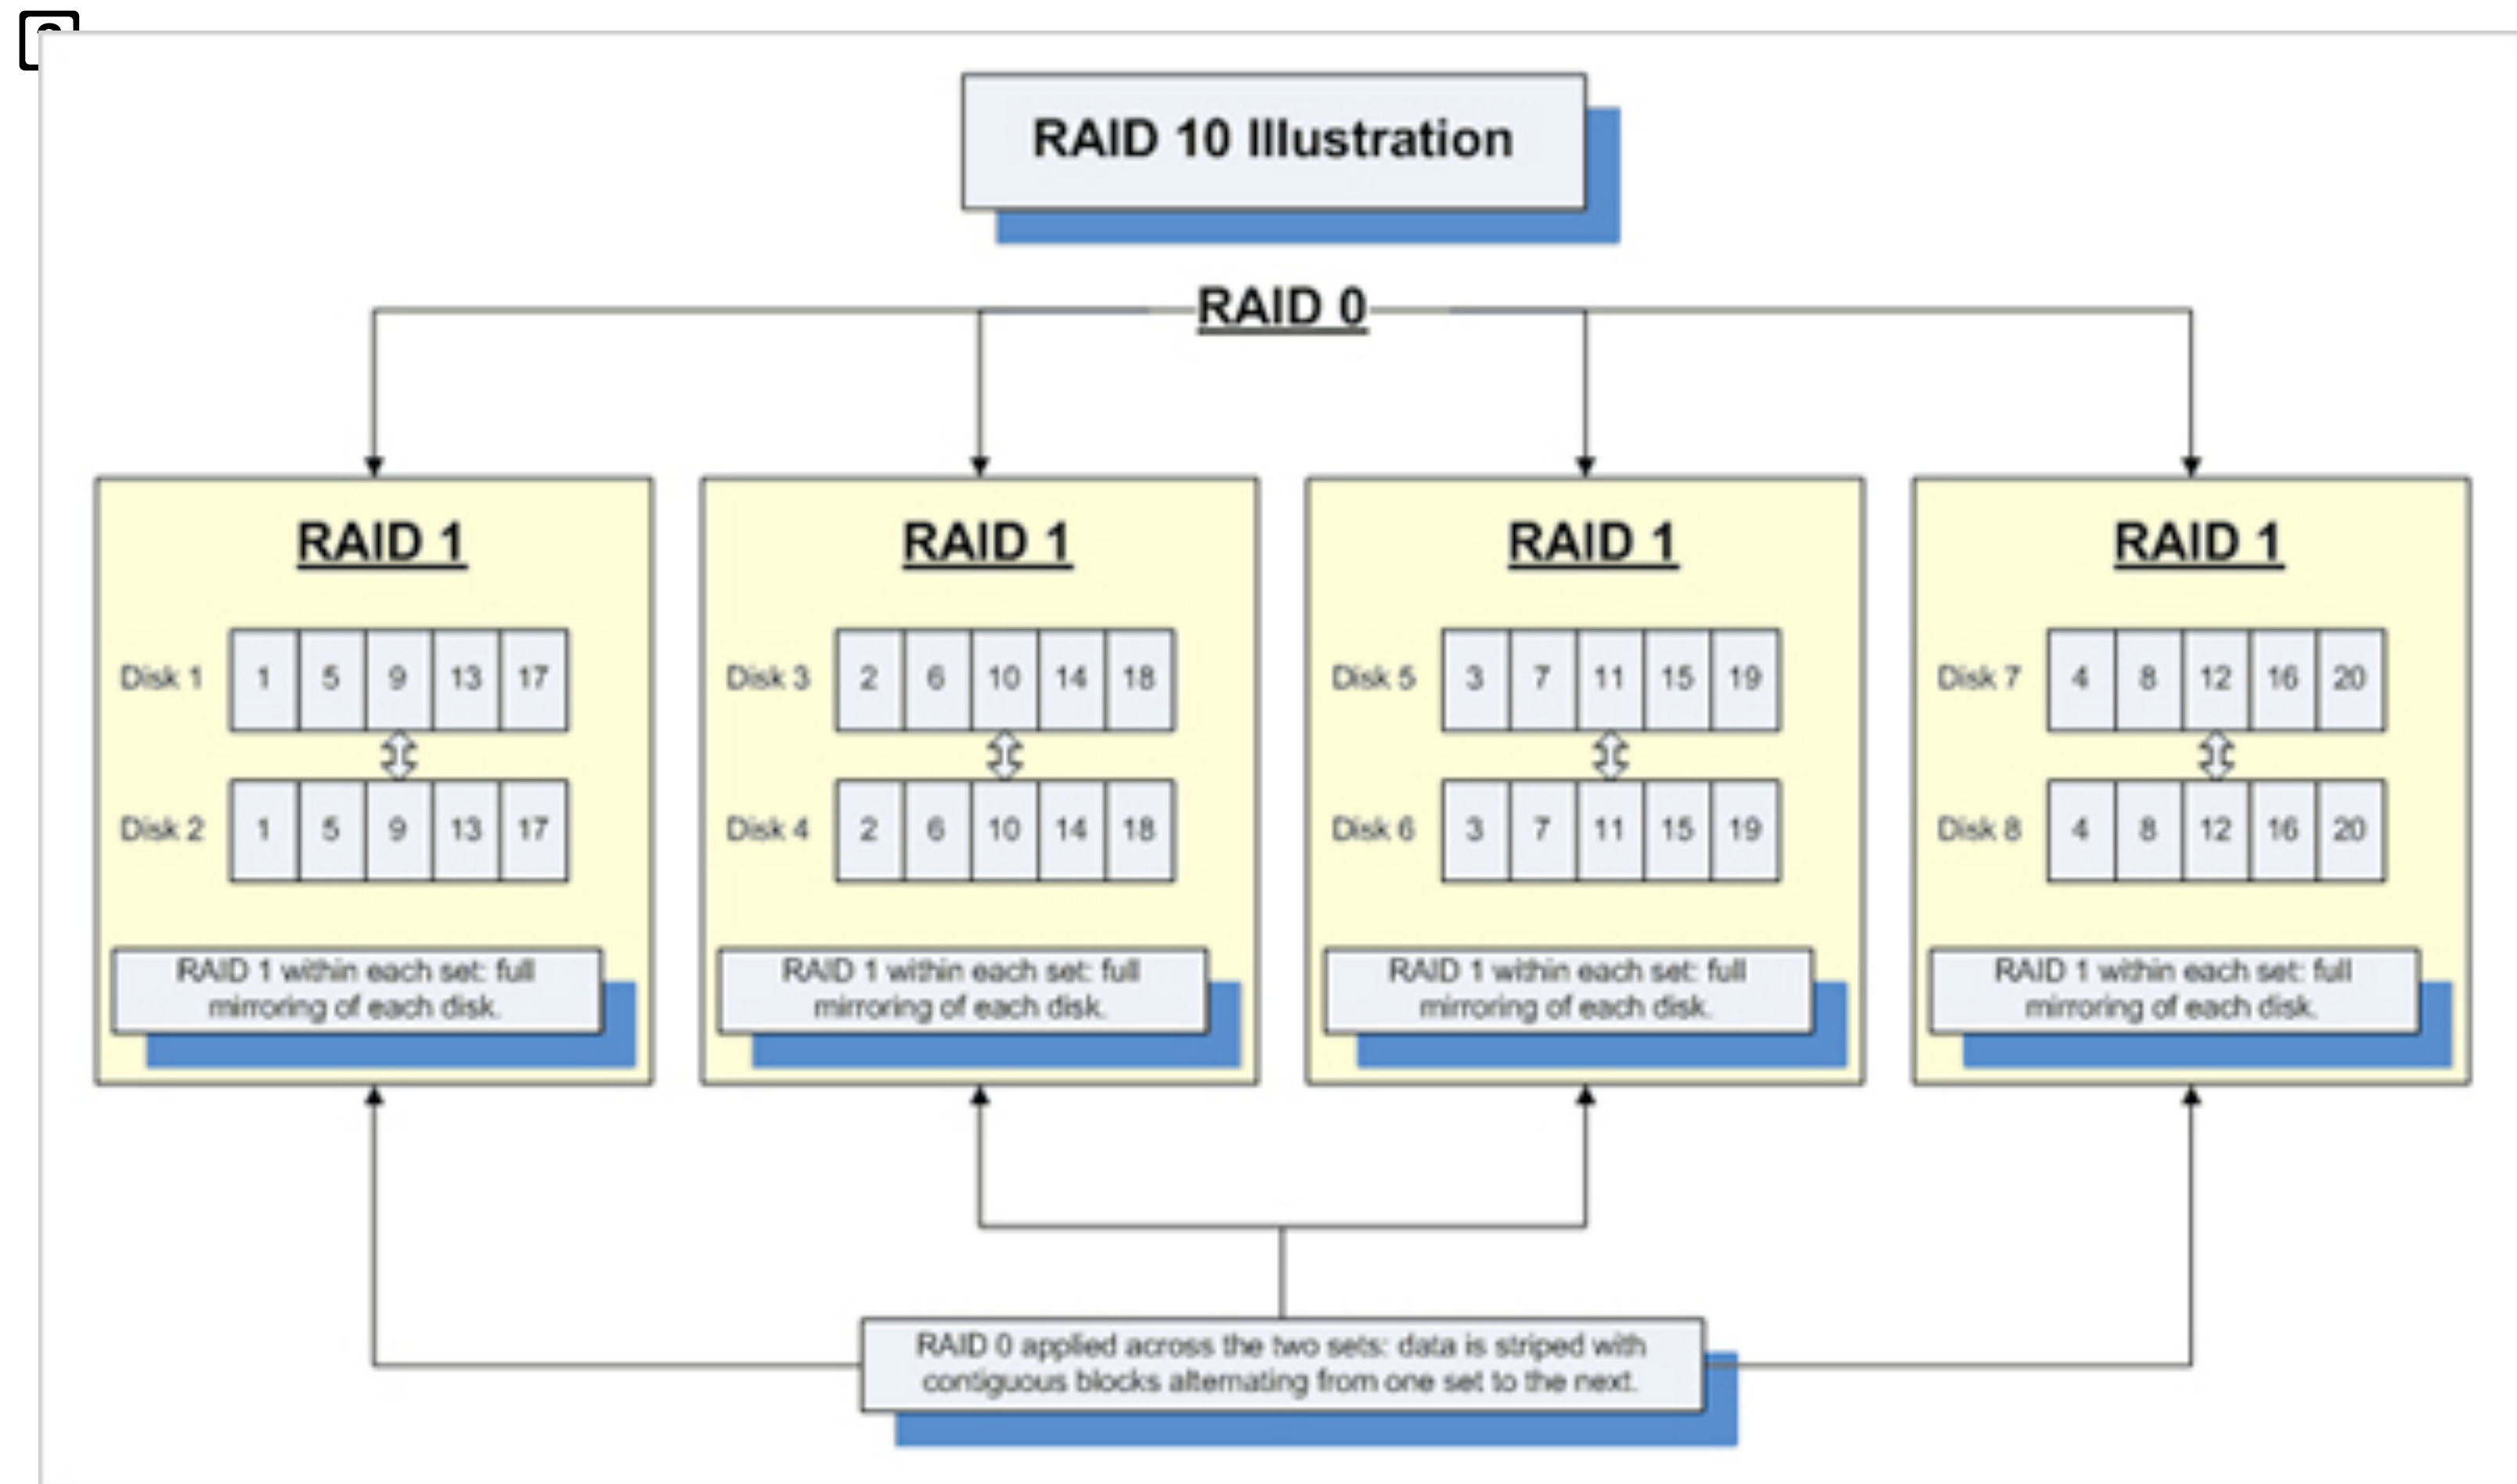 RAID 10 Illustration
RAID 0
RAID 1
Disk 1 1 5 9 13 17
Disk 2 1 5 9 13 17
RAID 1 within each set: full
mirroring of each disk.
RAID 1
Disk 3 2 6 10 14 18
Disk 4 2 6 10 14 18
RAID 1 within each set: full
mirroring of each disk.
RAID 1
Disk 5 3 7 11 15 19
Disk 6 3 7 11 15 19
RAID 1 within each set: full
mirroring of each disk.
RAID 1
Disk 7 4 8 12 16 20
Disk 8 4 8 12 16 20
RAID 1 within each set: full
mirroring of each disk.
RAID 0 applied across the two sets: data is striped with
contiguous blocks alternating from one set to the next.